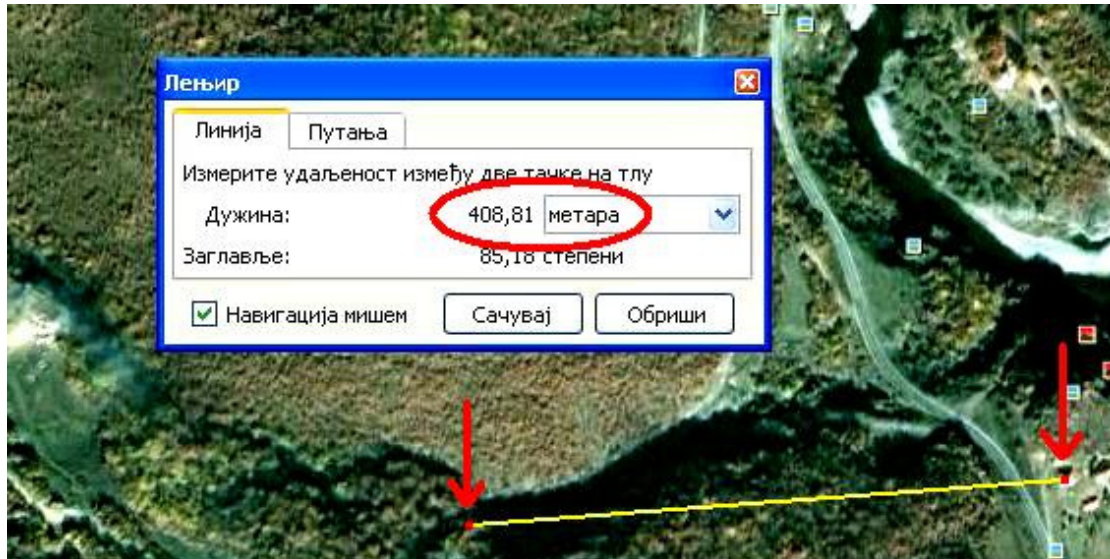 Лењир
Линија Путања
Измерите удаљеност између две тачке на тлу
Дужина: 408,81 метара
Заглавље: 85,18 степени
Навигација мишем Сачувај Обриши